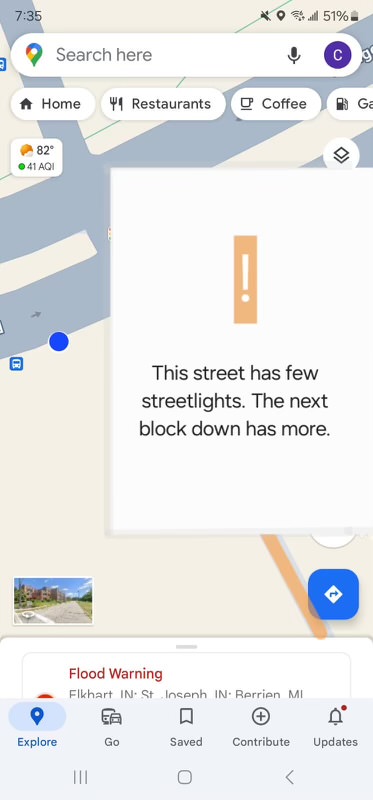 7:35
51%
Search here
C
Home
Restaurants
Coffee
82°
41 AQI
!
This street has few
streetlights. The next
block down has more.
Flood Warning
Elkhart, IN; St. Joseph, IN; Berrien, MI
Explore
Go
Saved
Contribute
Updates